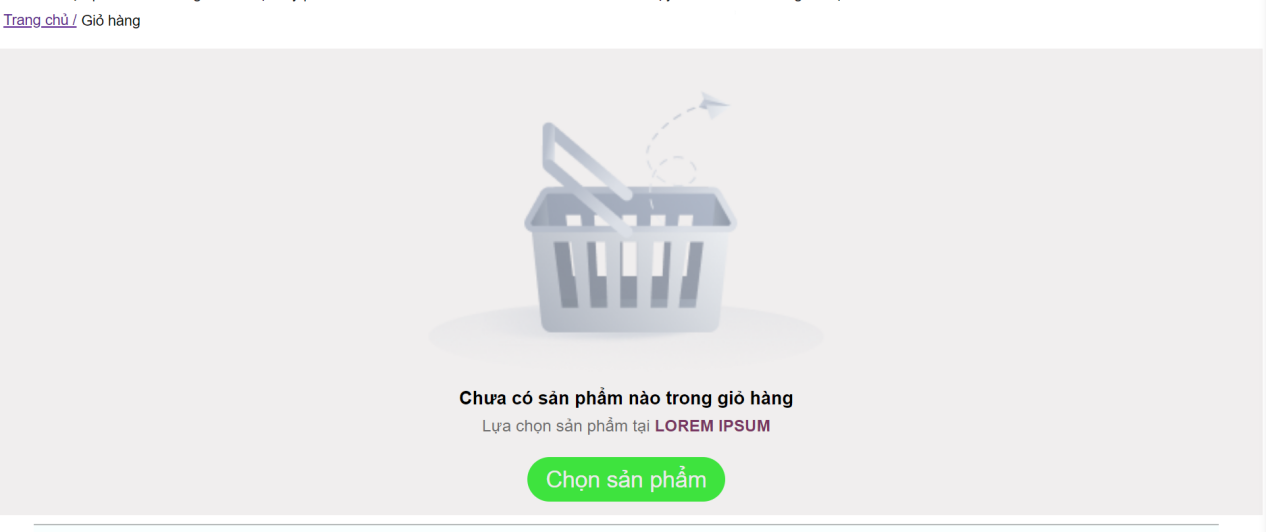 Trang chủ / Giỏ hàng
Chưa có sản phẩm nào trong giỏ hàng
Lựa chọn sản phẩm tại LOREM IPSUM
Chọn sản phẩm